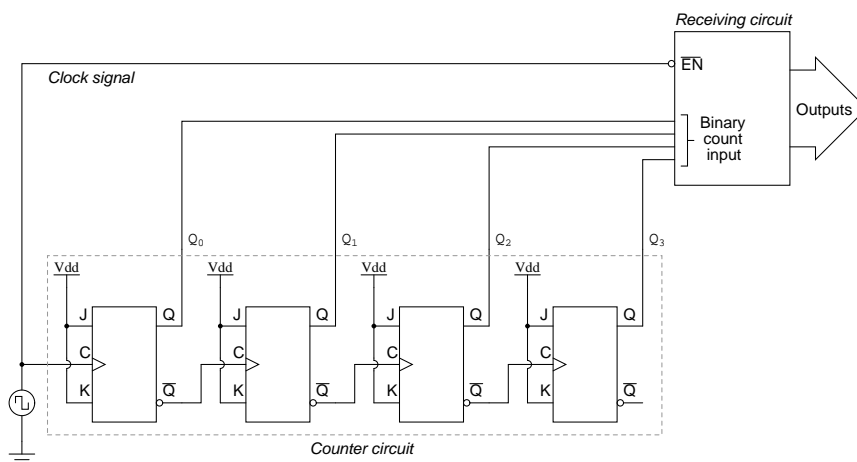 Receiving circuit
Clock signal
EN
Binary
count
input
Outputs
Q0 Q1 Q2 Q3
Vdd Vdd Vdd Vdd
J Q J Q J Q J Q
C C C C
K Q K Q K Q K Q
Counter circuit